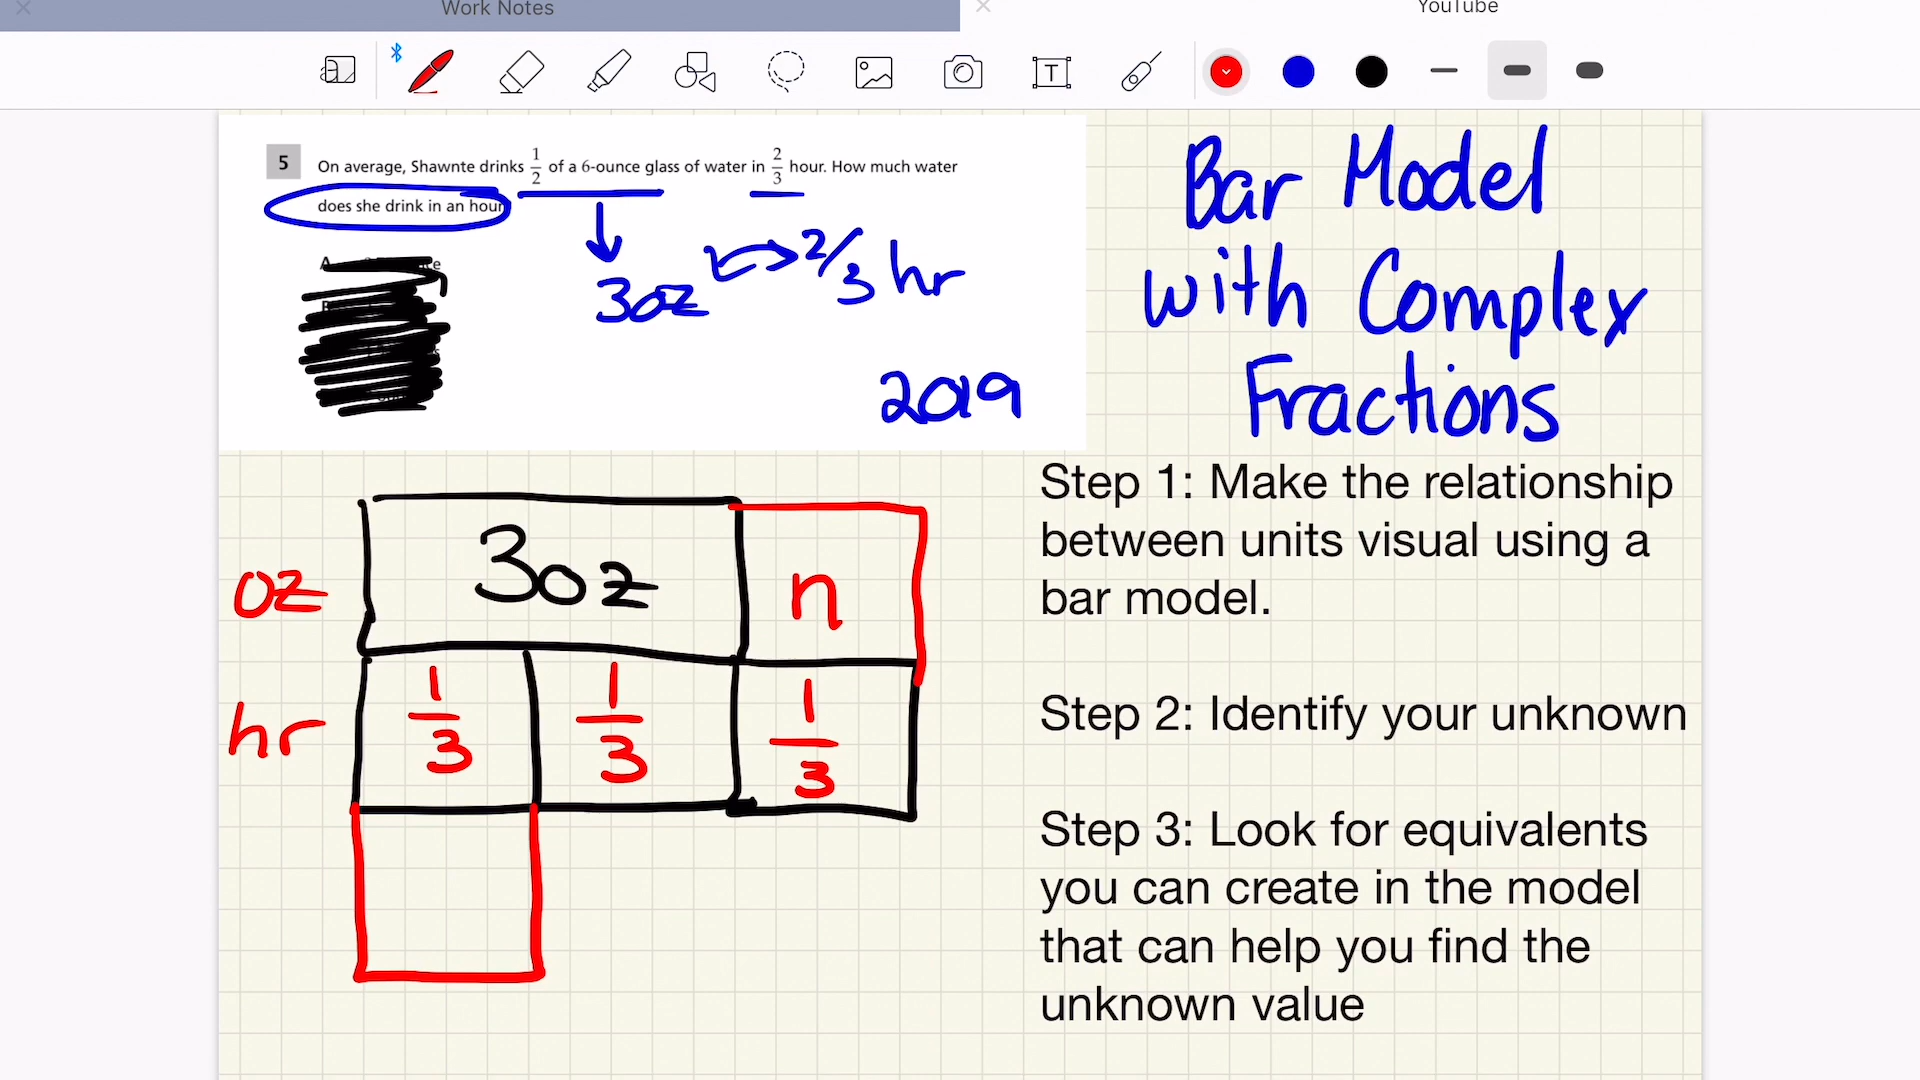 Work Notes
YouTube
5 On average, Shawnte drinks 1/2 of a 6-ounce glass of water in 2/3 hour. How much water
does she drink in an hour
3oz 2/3 hr
2019
Bar Model
with Complex
Fractions
Step 1: Make the relationship
between units visual using a
bar model.
Step 2: Identify your unknown
Step 3: Look for equivalents
you can create in the model
that can help you find the
unknown value
oz 3oz n
hr 1/3 1/3 1/3